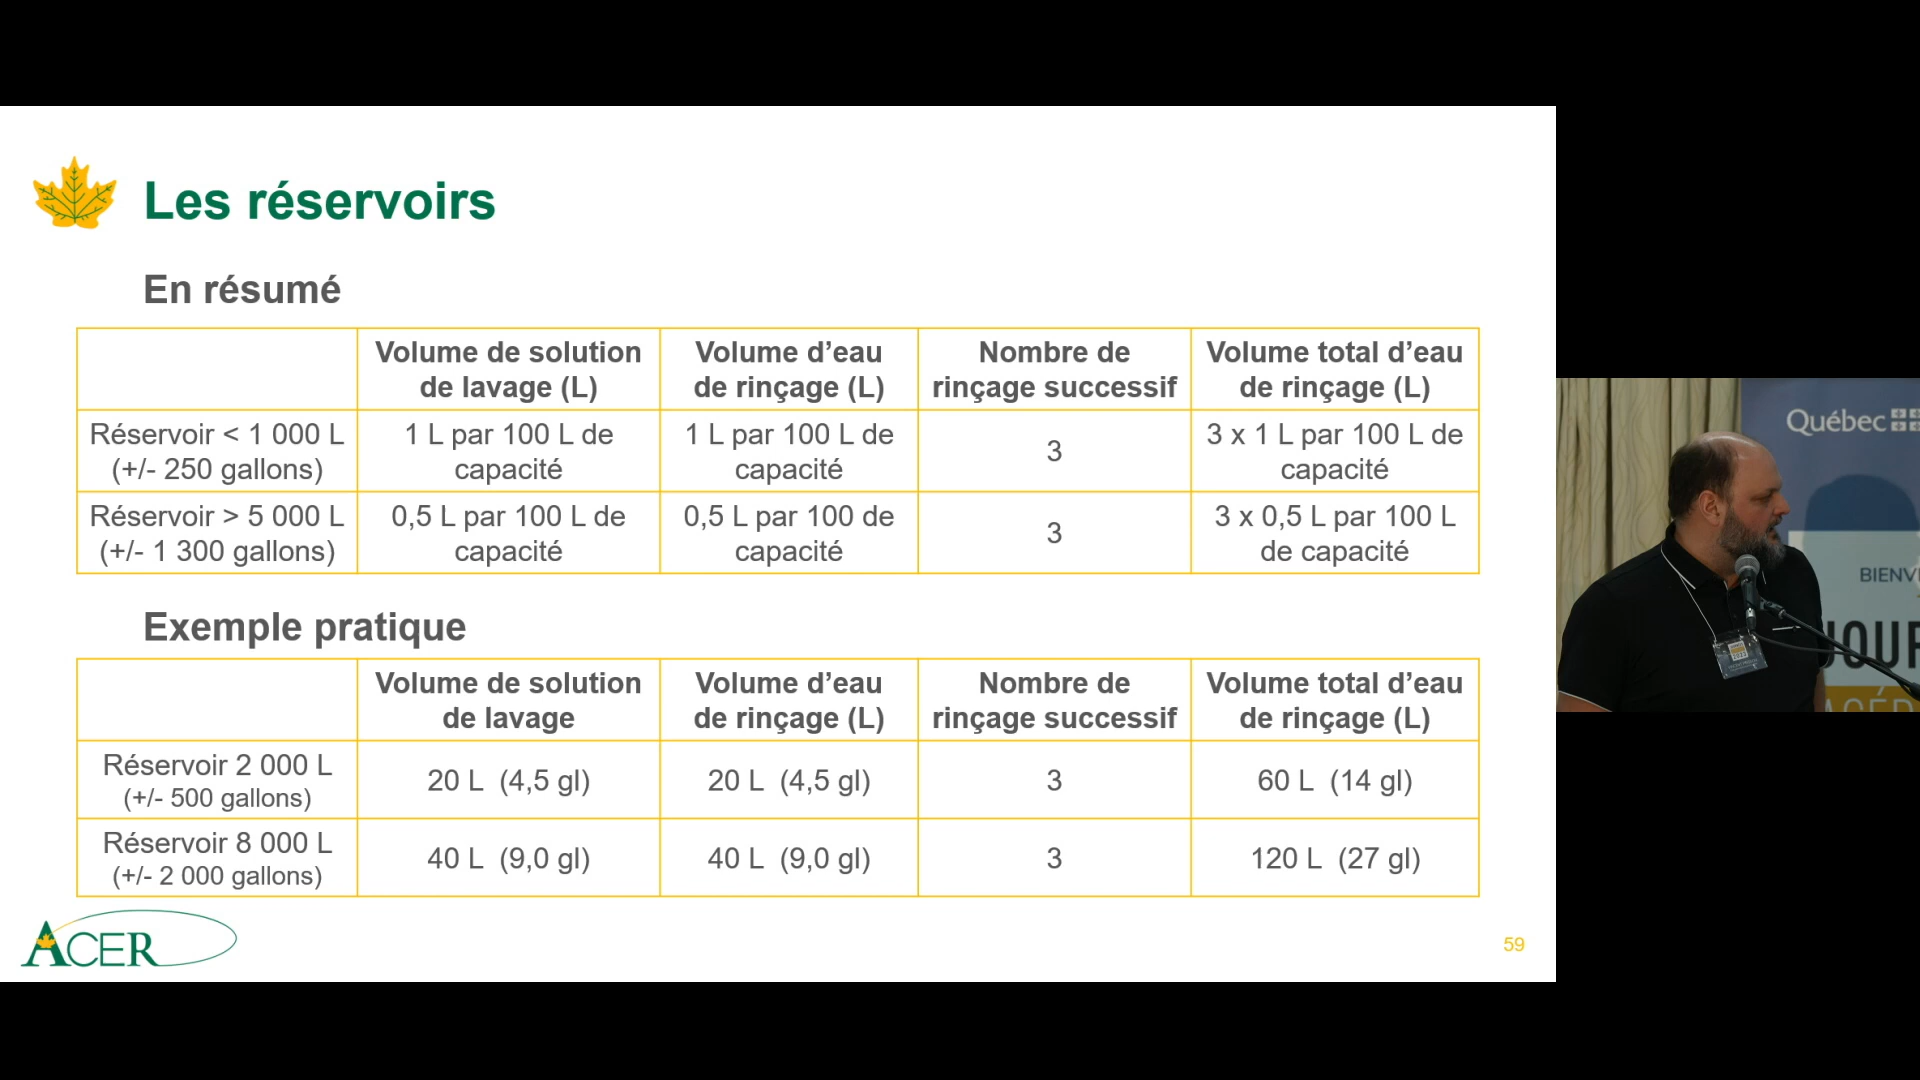 Les réservoirs
En résumé
Volume de solution de lavage (L)
Volume d'eau de rinçage (L)
Nombre de rinçage successif
Volume total d'eau de rinçage (L)
Réservoir < 1 000 L (+/- 250 gallons)
1 L par 100 L de capacité
1 L par 100 L de capacité
3
3 x 1 L par 100 L de capacité
Réservoir > 5 000 L (+/- 1 300 gallons)
0,5 L par 100 L de capacité
0,5 L par 100 de capacité
3
3 x 0,5 L par 100 L de capacité
Exemple pratique
Volume de solution de lavage
Volume d'eau de rinçage (L)
Nombre de rinçage successif
Volume total d'eau de rinçage (L)
Réservoir 2 000 L (+/- 500 gallons)
20 L (4,5 gl)
20 L (4,5 gl)
3
60 L (14 gl)
Réservoir 8 000 L (+/- 2 000 gallons)
40 L (9,0 gl)
40 L (9,0 gl)
3
120 L (27 gl)
ACER
59
Québec
BIENV
JOUR
ACÉR